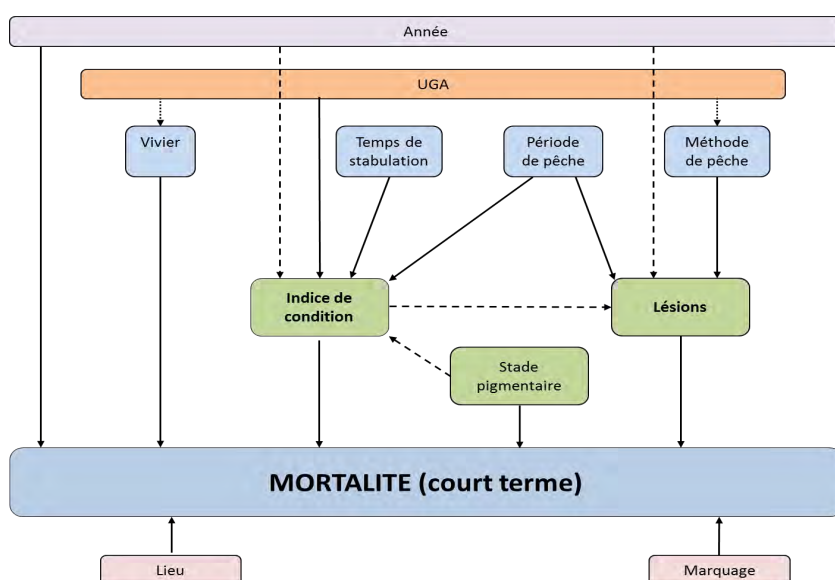 Année
UGA
Vivier
Temps de
stabulation
Période
de pêche
Méthode
de pêche
Indice de
condition
Lésions
Stade
pigmentaire
MORTALITE (court terme)
Lieu
Marquage